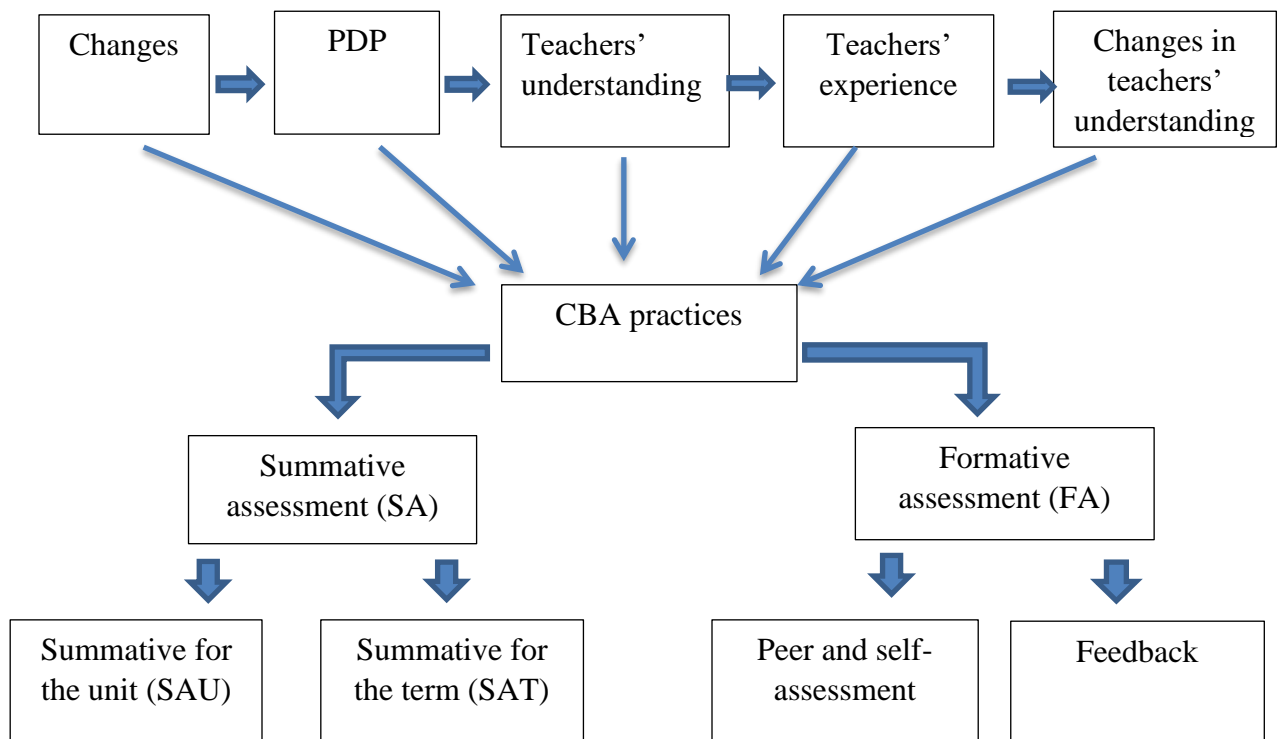 Changes
PDP
Teachers’
understanding
Teachers’
experience
Changes in
teachers’
understanding
CBA practices
Summative
assessment (SA)
Formative
assessment (FA)
Summative for
the unit (SAU)
Summative for
the term (SAT)
Peer and self-
assessment
Feedback